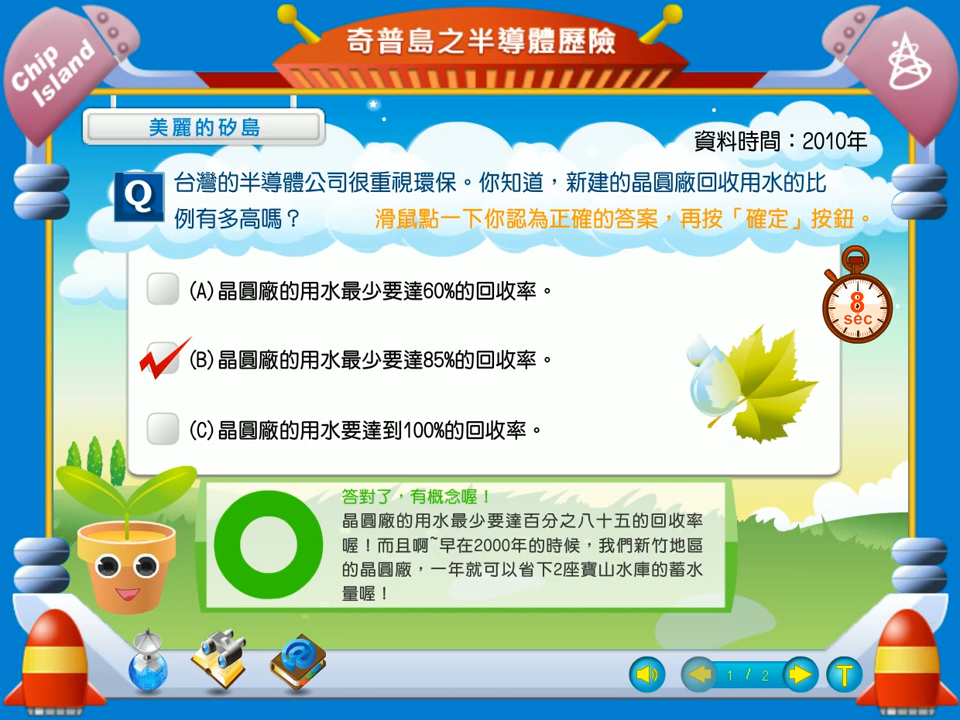 奇普島之半導體歷險
Chip
Island
美麗的矽島
資料時間：2010年
Q
台灣的半導體公司很重視環保。你知道，新建的晶圓廠回收用水的比
例有多高嗎？ 滑鼠點一下你認為正確的答案，再按「確定」按鈕。
(A)晶圓廠的用水最少要達60%的回收率。
8
sec
(B)晶圓廠的用水最少要達85%的回收率。
(C)晶圓廠的用水要達到100%的回收率。
答對了，有概念喔！
晶圓廠的用水最少要達百分之八十五的回收率
喔！而且啊~早在2000年的時候，我們新竹地區
的晶圓廠，一年就可以省下2座寶山水庫的蓄水
量喔！
1 / 2
T